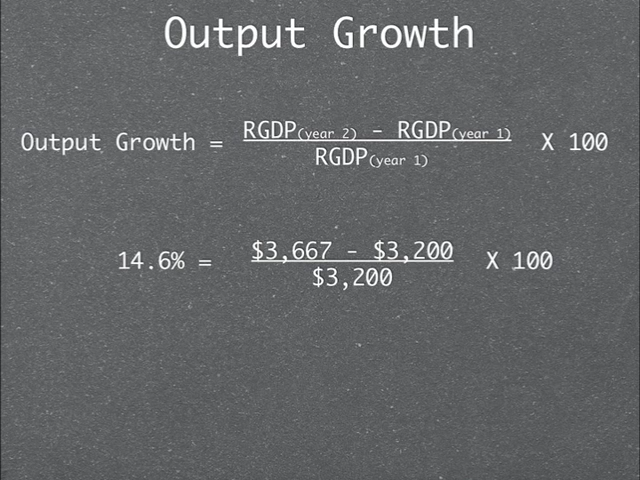 Output Growth
Output Growth = RGDP(year 2) - RGDP(year 1) X 100
RGDP(year 1)
14.6% = $3,667 - $3,200 X 100
$3,200